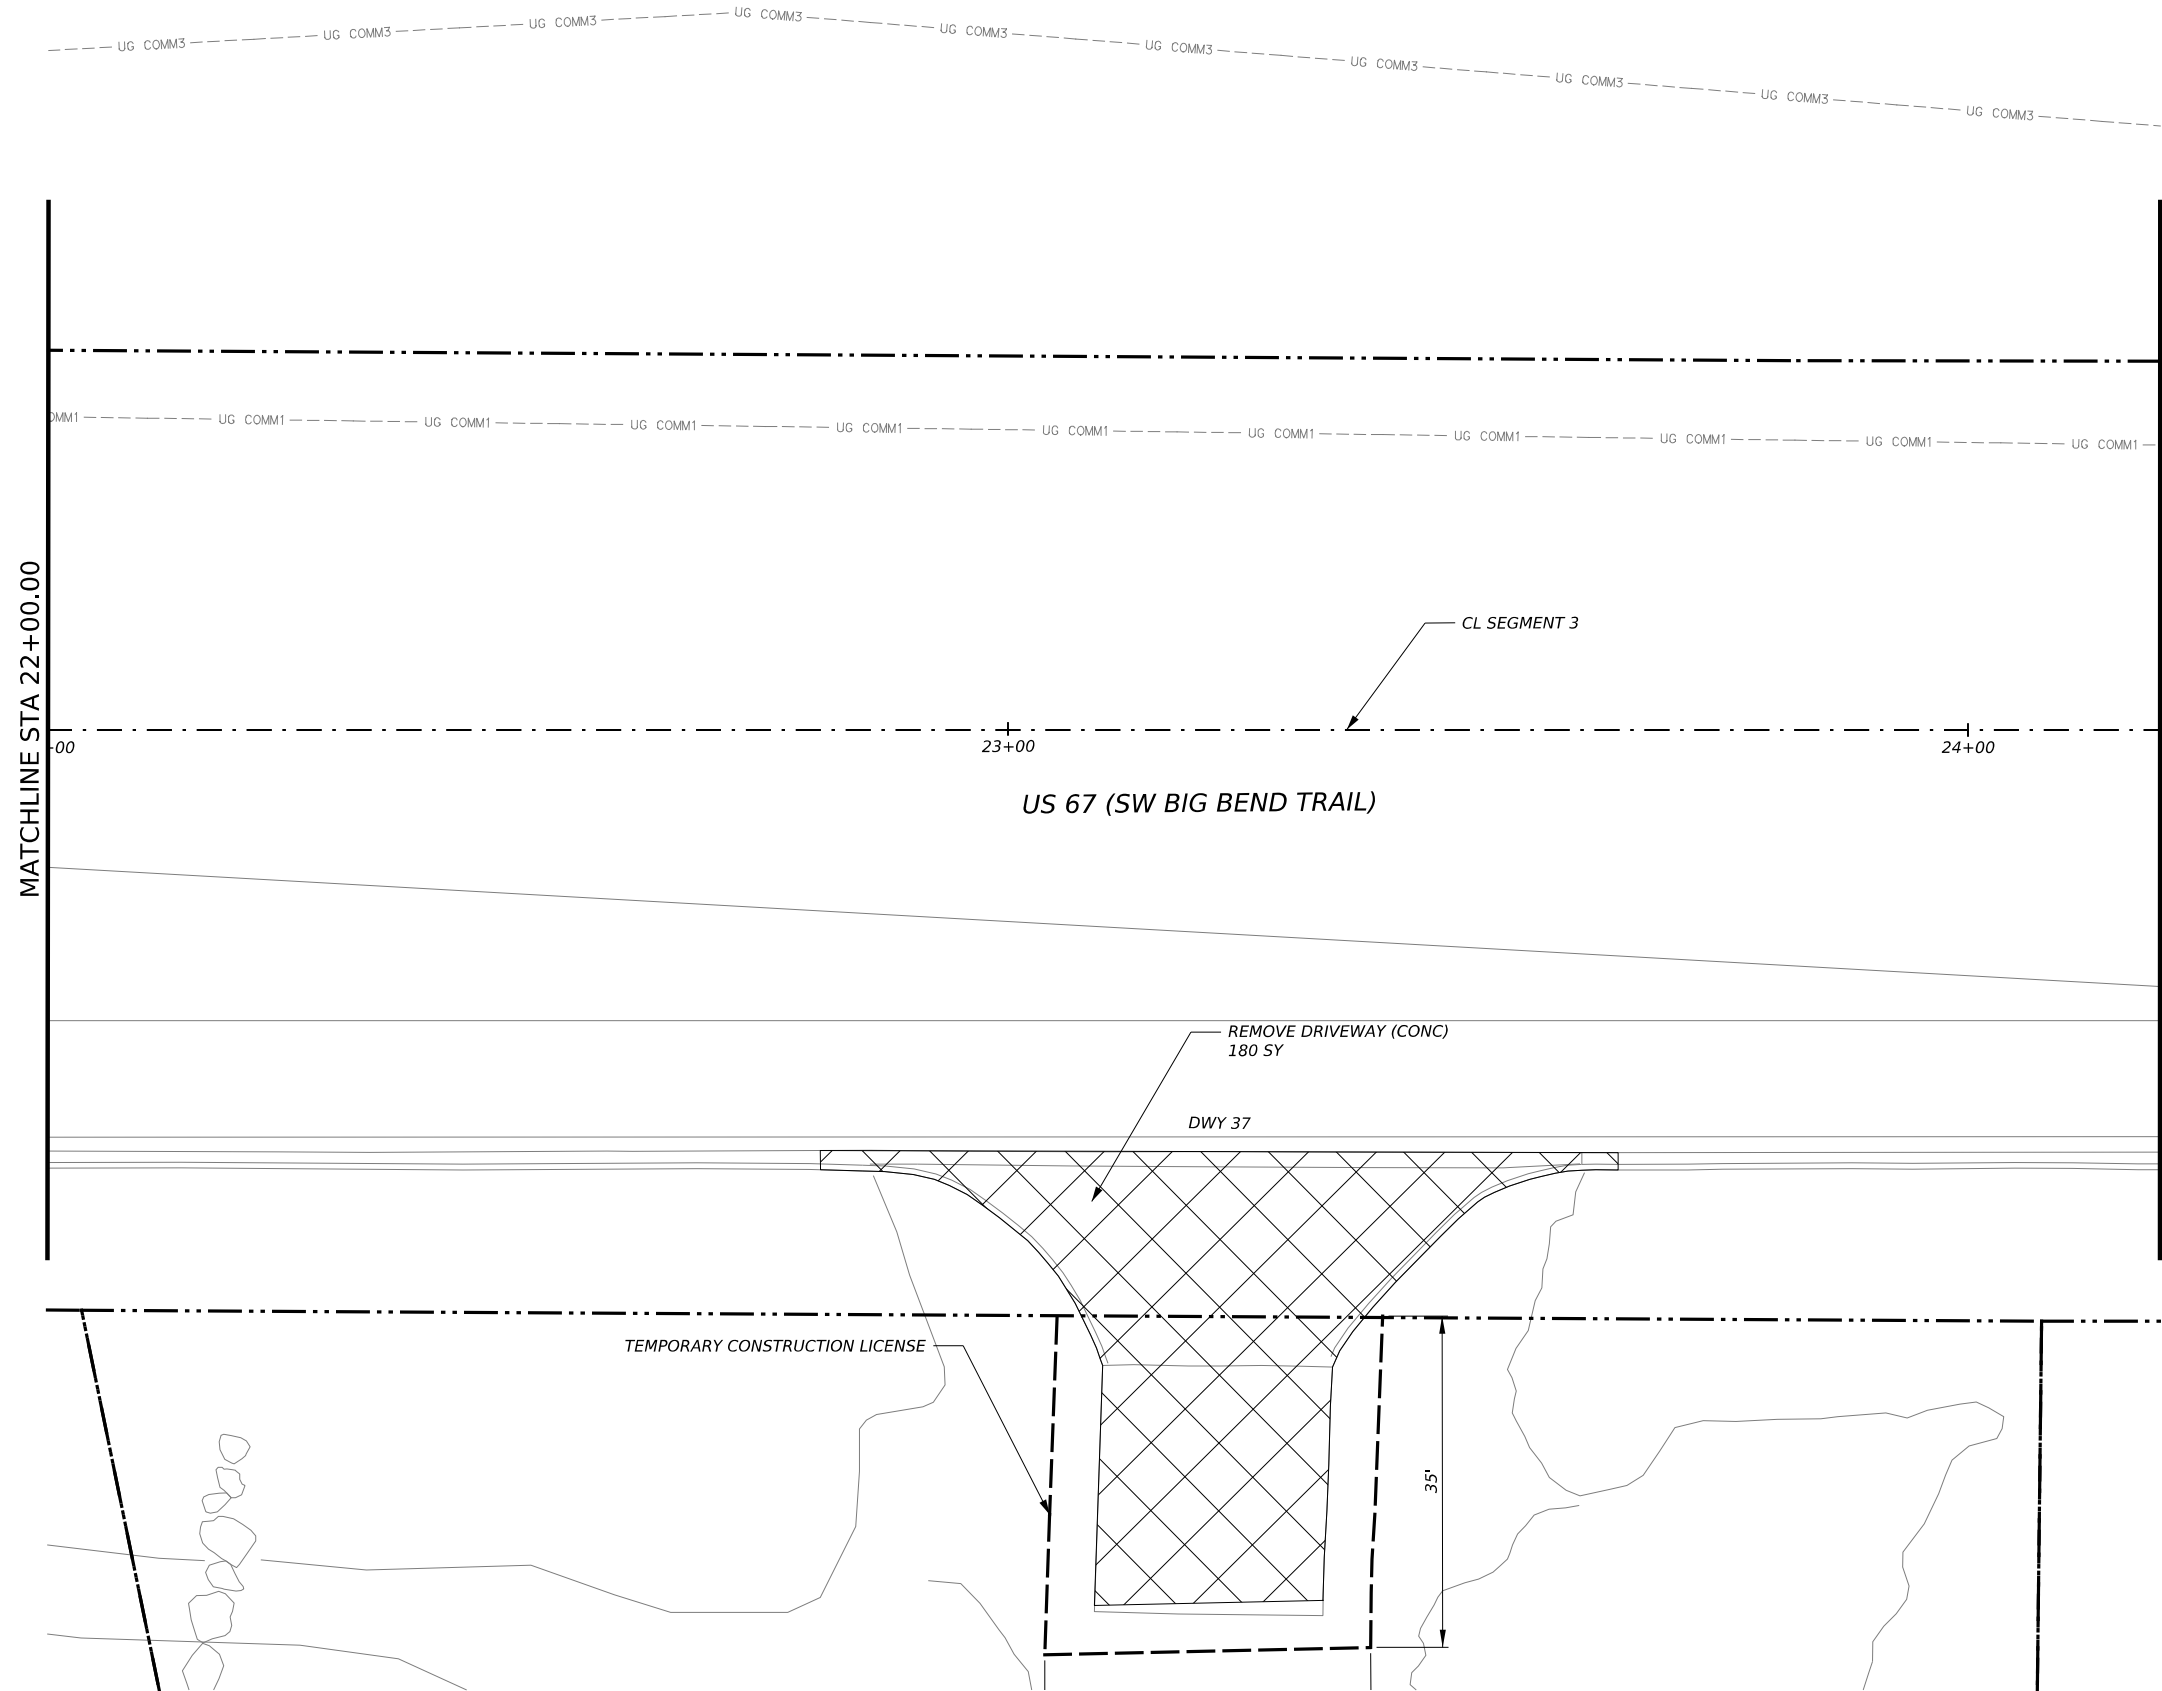 UG COMM3 UG COMM3 UG COMM3 UG COMM3 UG COMM3 UG COMM3 UG COMM3 UG COMM3 UG COMM3 UG COMM3
OMM1 UG COMM1 UG COMM1 UG COMM1 UG COMM1 UG COMM1 UG COMM1 UG COMM1 UG COMM1 UG COMM1 UG COMM1
MATCHLINE STA 22+00.00
CL SEGMENT 3
+00 23+00 24+00
US 67 (SW BIG BEND TRAIL)
REMOVE DRIVEWAY (CONC)
180 SY
DWY 37
TEMPORARY CONSTRUCTION LICENSE
35'